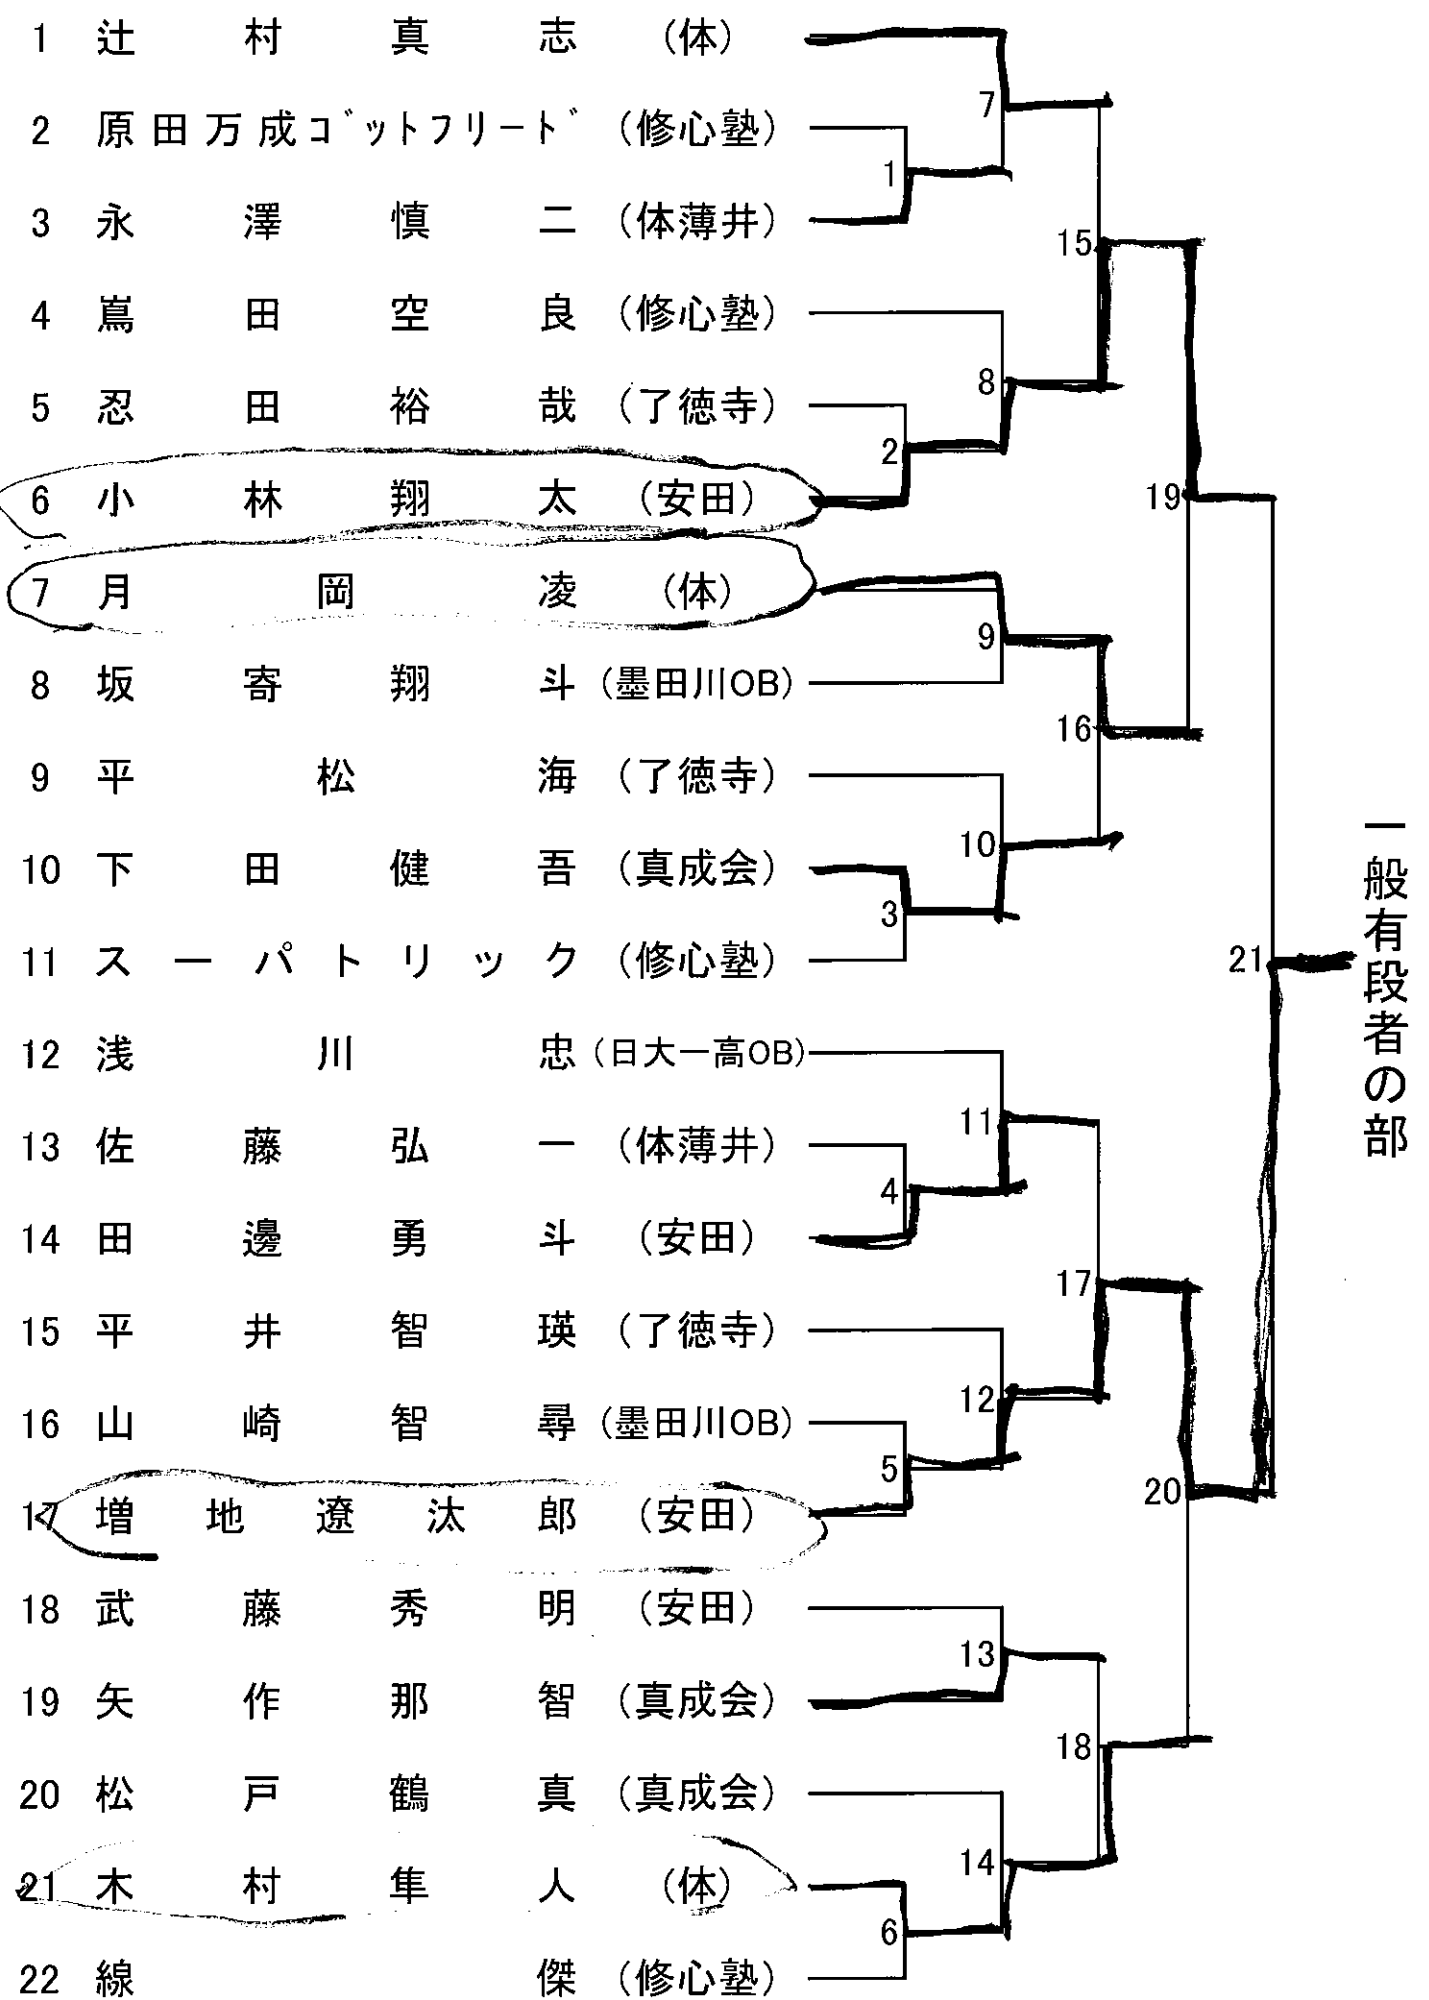 1 辻村真志 (体)
2 原田万成ゴットフリード (修心塾)
3 永澤慎二 (体薄井)
4 嶌田空良 (修心塾)
5 忍田裕哉 (了徳寺)
6 小林翔太 (安田)
7 月岡凌 (体)
8 坂寄翔斗 (墨田川OB)
9 平松海 (了徳寺)
10 下田健吾 (真成会)
11 スーパトリック (修心塾)
12 浅川忠 (日大一高OB)
13 佐藤弘一 (体薄井)
14 田邊勇斗 (安田)
15 平井智瑛 (了徳寺)
16 山崎智尋 (墨田川OB)
17 増地遼汰郎 (安田)
18 武藤秀明 (安田)
19 矢作那智 (真成会)
20 松戸鶴真 (真成会)
21 木村隼人 (体)
22 線傑 (修心塾)
1
2
3
4
5
6
7
8
9
10
11
12
13
14
15
16
17
18
19
20
21
一般有段者の部